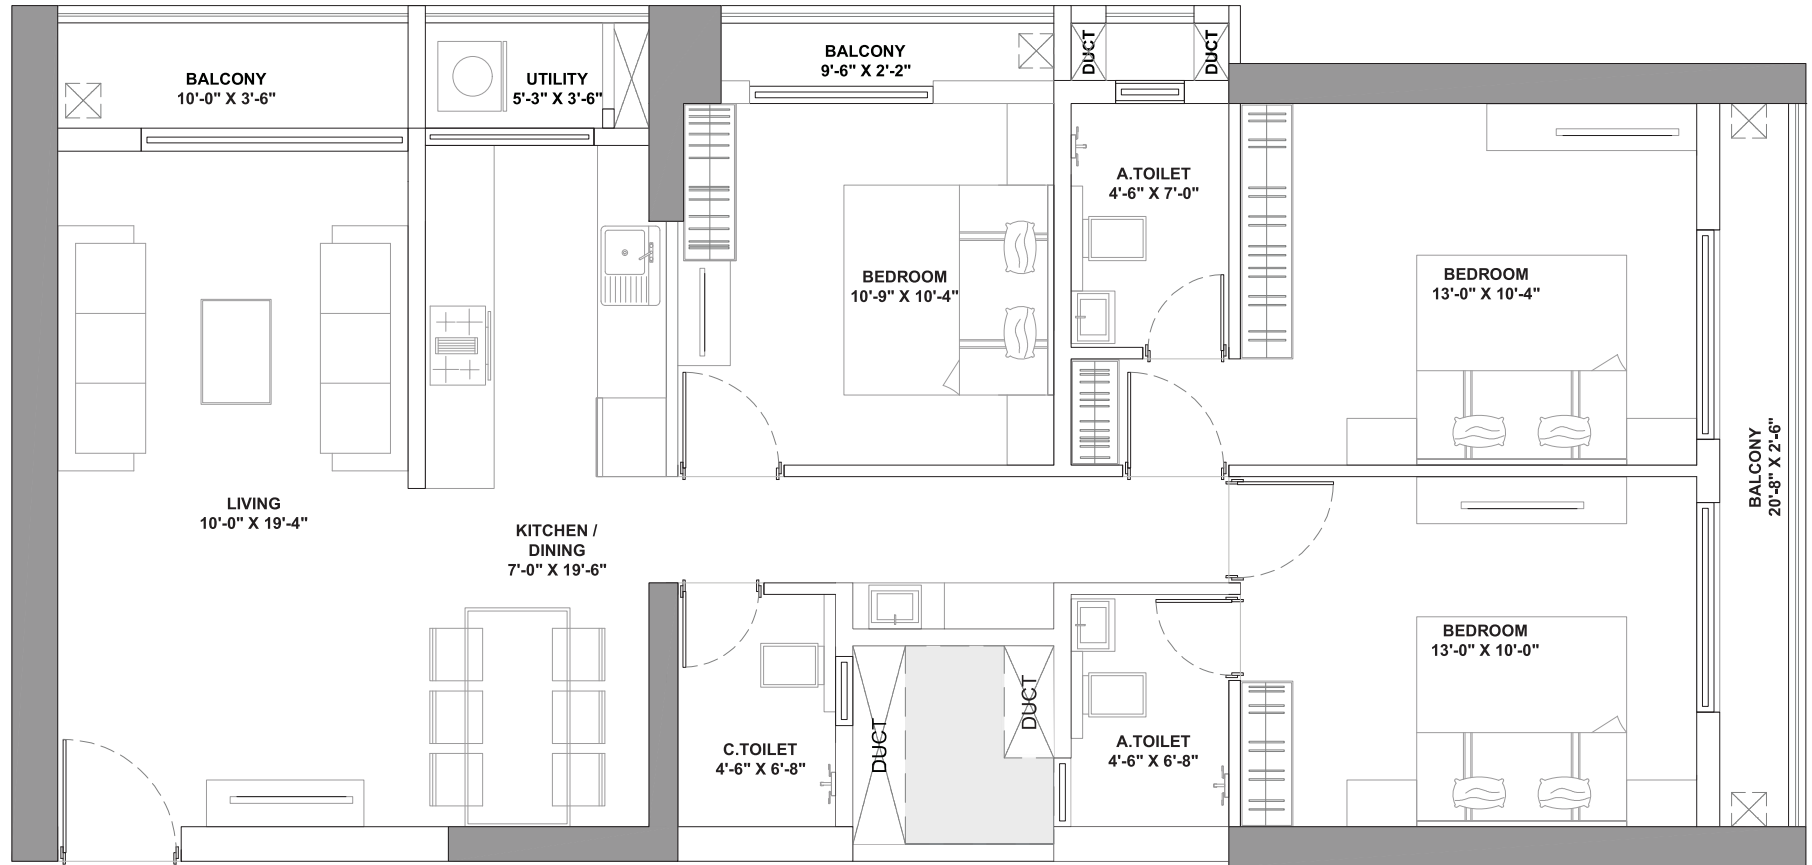 BALCONY
10'-0" X 3'-6"
UTILITY
5'-3" X 3'-6"
BALCONY
9'-6" X 2'-2"
DUCT
DUCT
A.TOILET
4'-6" X 7'-0"
BEDROOM
10'-9" X 10'-4"
BEDROOM
13'-0" X 10'-4"
BALCONY
20'-8" X 2'-6"
LIVING
10'-0" X 19'-4"
KITCHEN /
DINING
7'-0" X 19'-6"
BEDROOM
13'-0" X 10'-0"
C.TOILET
4'-6" X 6'-8"
DUCT
DUCT
A.TOILET
4'-6" X 6'-8"